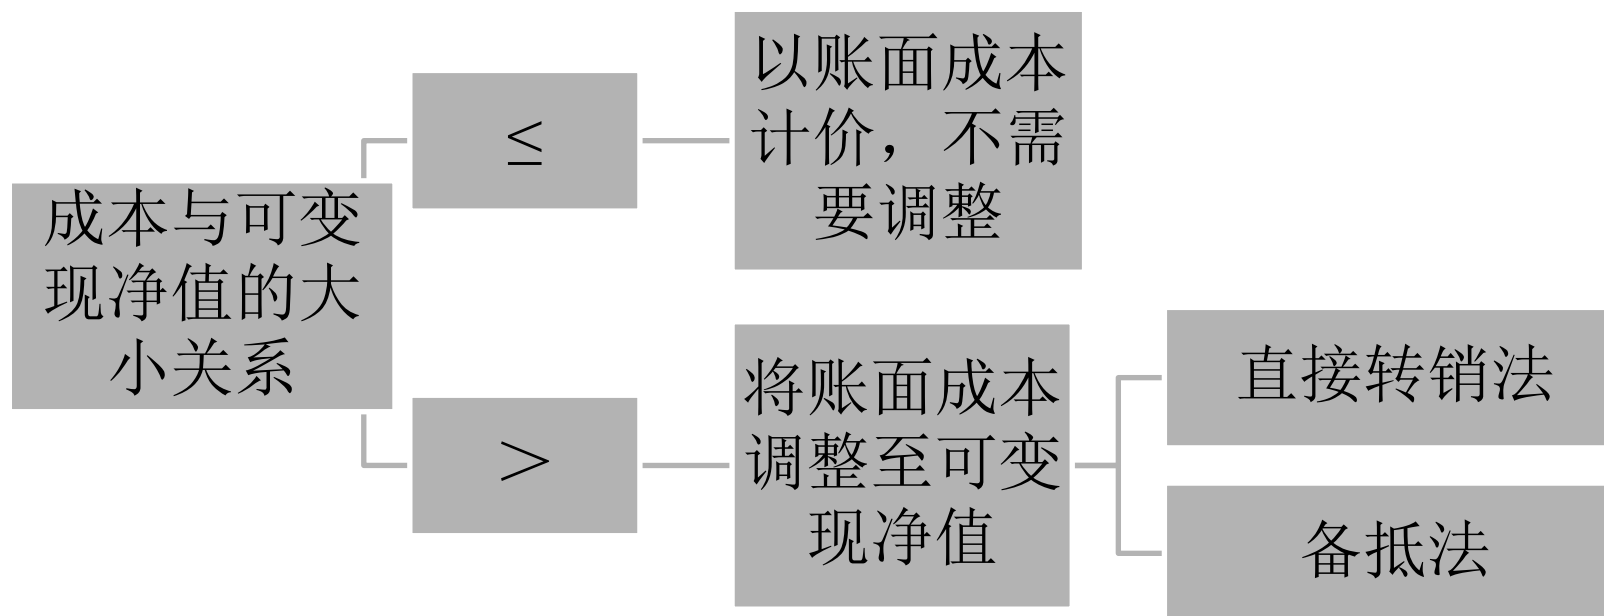 成本与可变
现净值的大
小关系
≤
以账面成本
计价，不需
要调整
>
将账面成本
调整至可变
现净值
直接转销法
备抵法